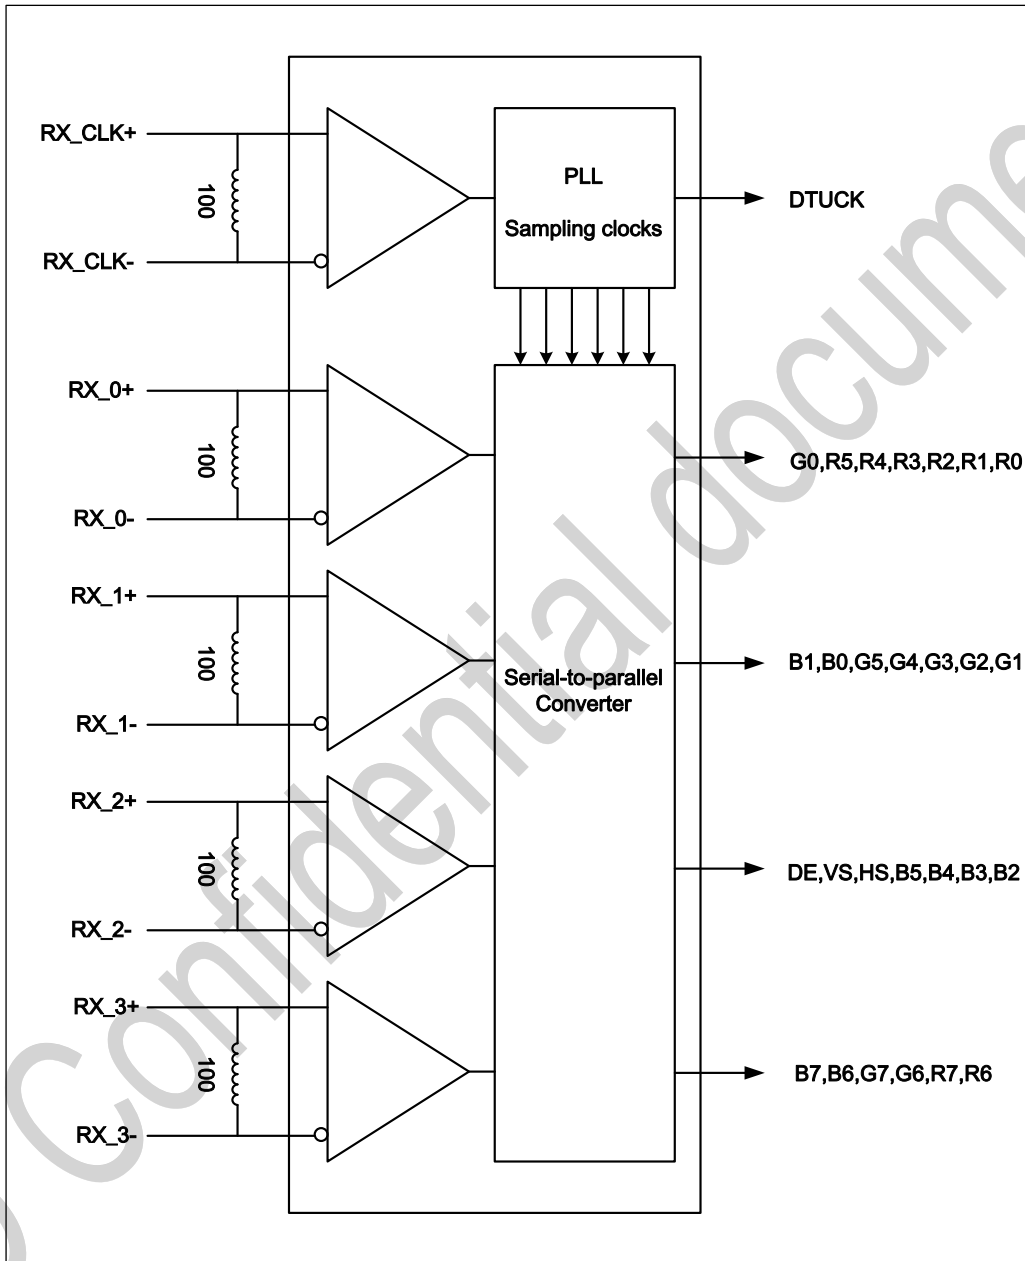 RX_CLK+
100
RX_CLK-
PLL
Sampling clocks
DTUCK
RX_0+
100
RX_0-
G0,R5,R4,R3,R2,R1,R0
RX_1+
100
RX_1-
Serial-to-parallel
Converter
B1,B0,G5,G4,G3,G2,G1
RX_2+
100
RX_2-
DE,VS,HS,B5,B4,B3,B2
RX_3+
100
RX_3-
B7,B6,G7,G6,R7,R6
Confidential docume